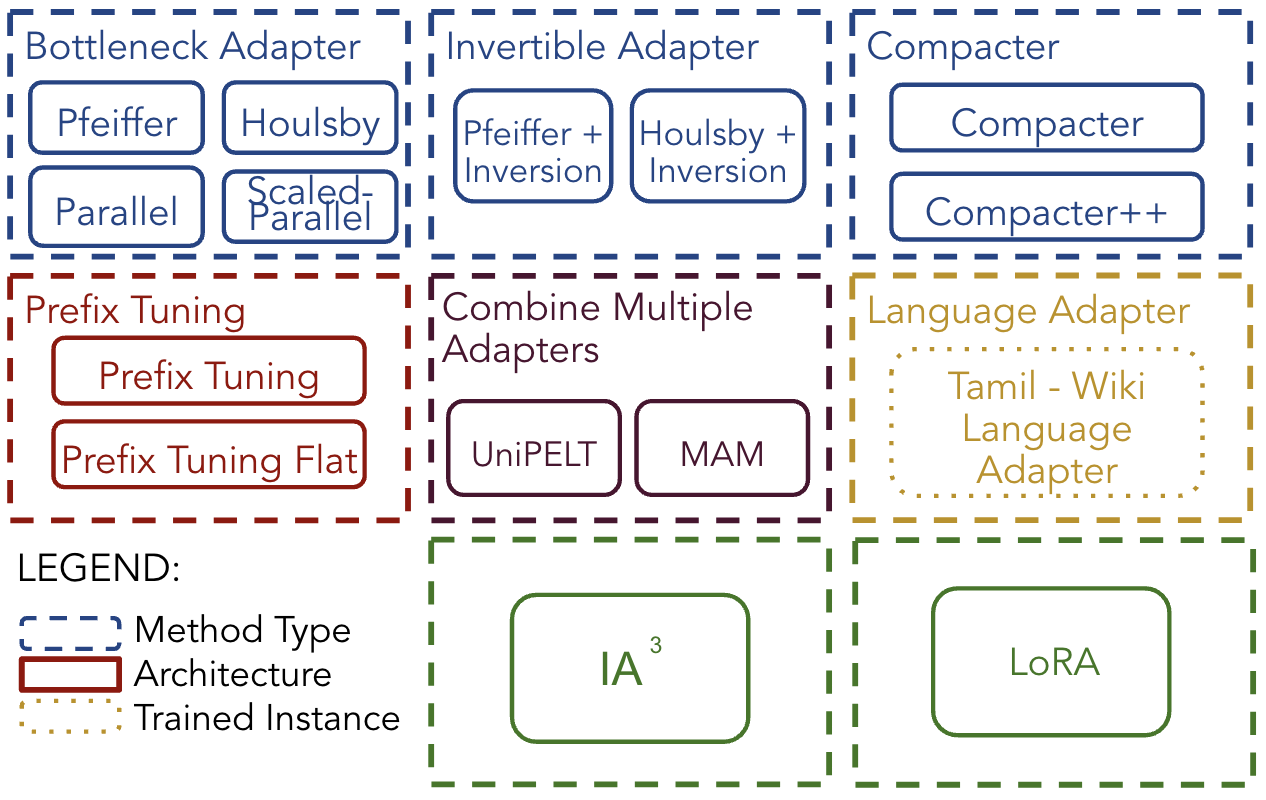 Bottleneck Adapter
Pfeiffer
Houlsby
Parallel
Scaled-
Parallel
Invertible Adapter
Pfeiffer +
Inversion
Houlsby +
Inversion
Compacter
Compacter
Compacter++
Prefix Tuning
Prefix Tuning
Prefix Tuning Flat
Combine Multiple
Adapters
UniPELT
MAM
Language Adapter
Tamil - Wiki
Language
Adapter
LEGEND:
Method Type
Architecture
Trained Instance
IA³
LoRA